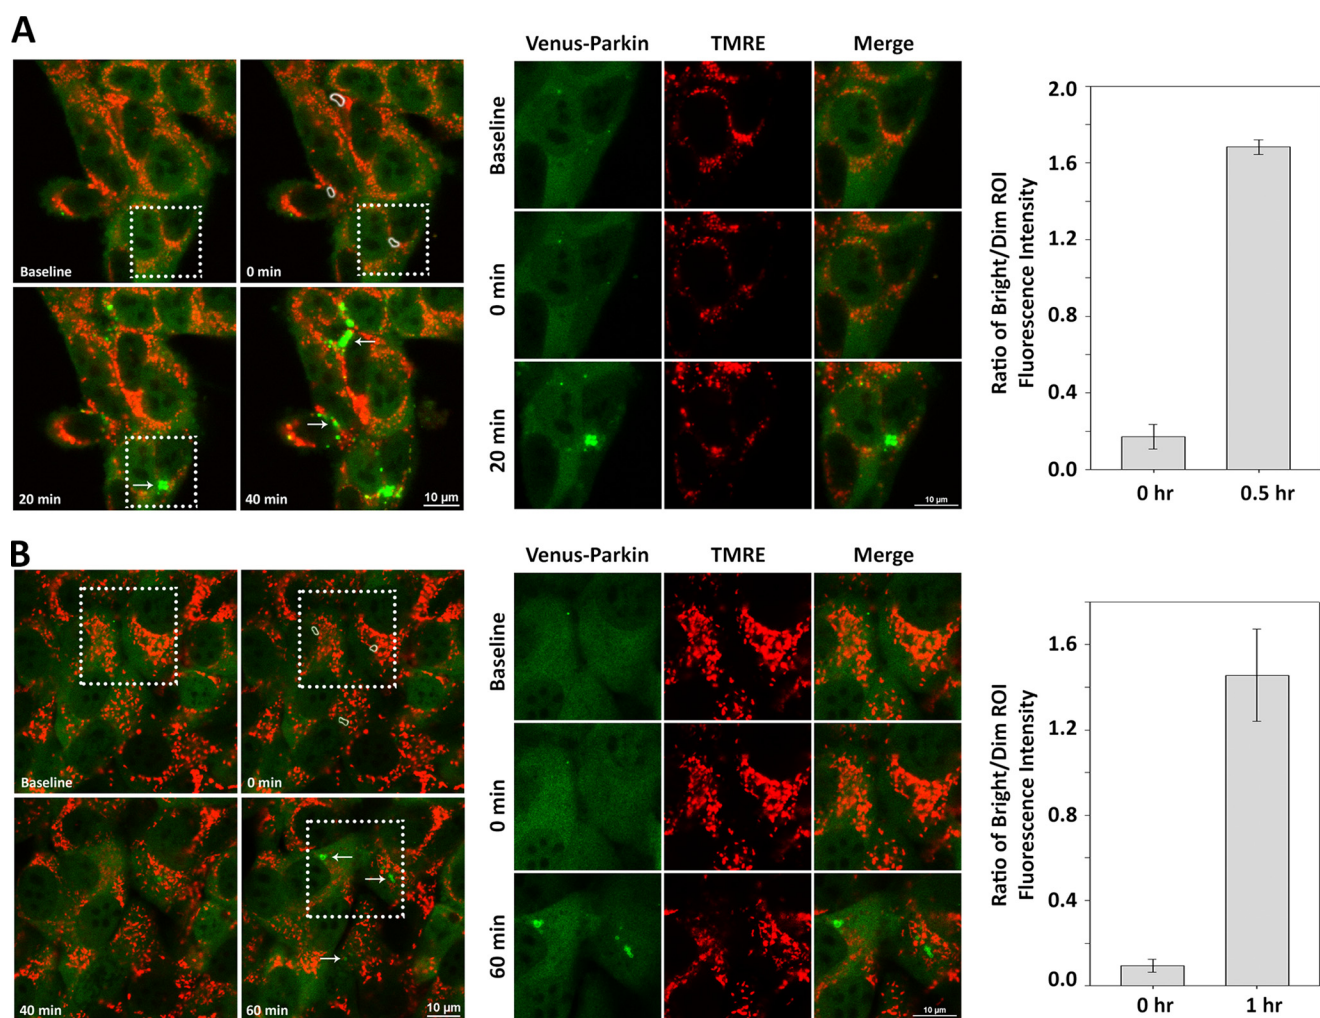 A
Baseline
0 min
20 min
40 min
10 µm
Venus-Parkin TMRE Merge
Baseline
0 min
20 min
10 µm
Ratio of Bright/Dim ROI
Fluorescence Intensity
2.0
1.6
1.2
0.8
0.4
0.0
0 hr 0.5 hr
B
Baseline
0 min
40 min
60 min
10 µm
Venus-Parkin TMRE Merge
Baseline
0 min
60 min
10 µm
Ratio of Bright/Dim ROI
Fluorescence Intensity
1.6
1.2
0.8
0.4
0.0
0 hr 1 hr